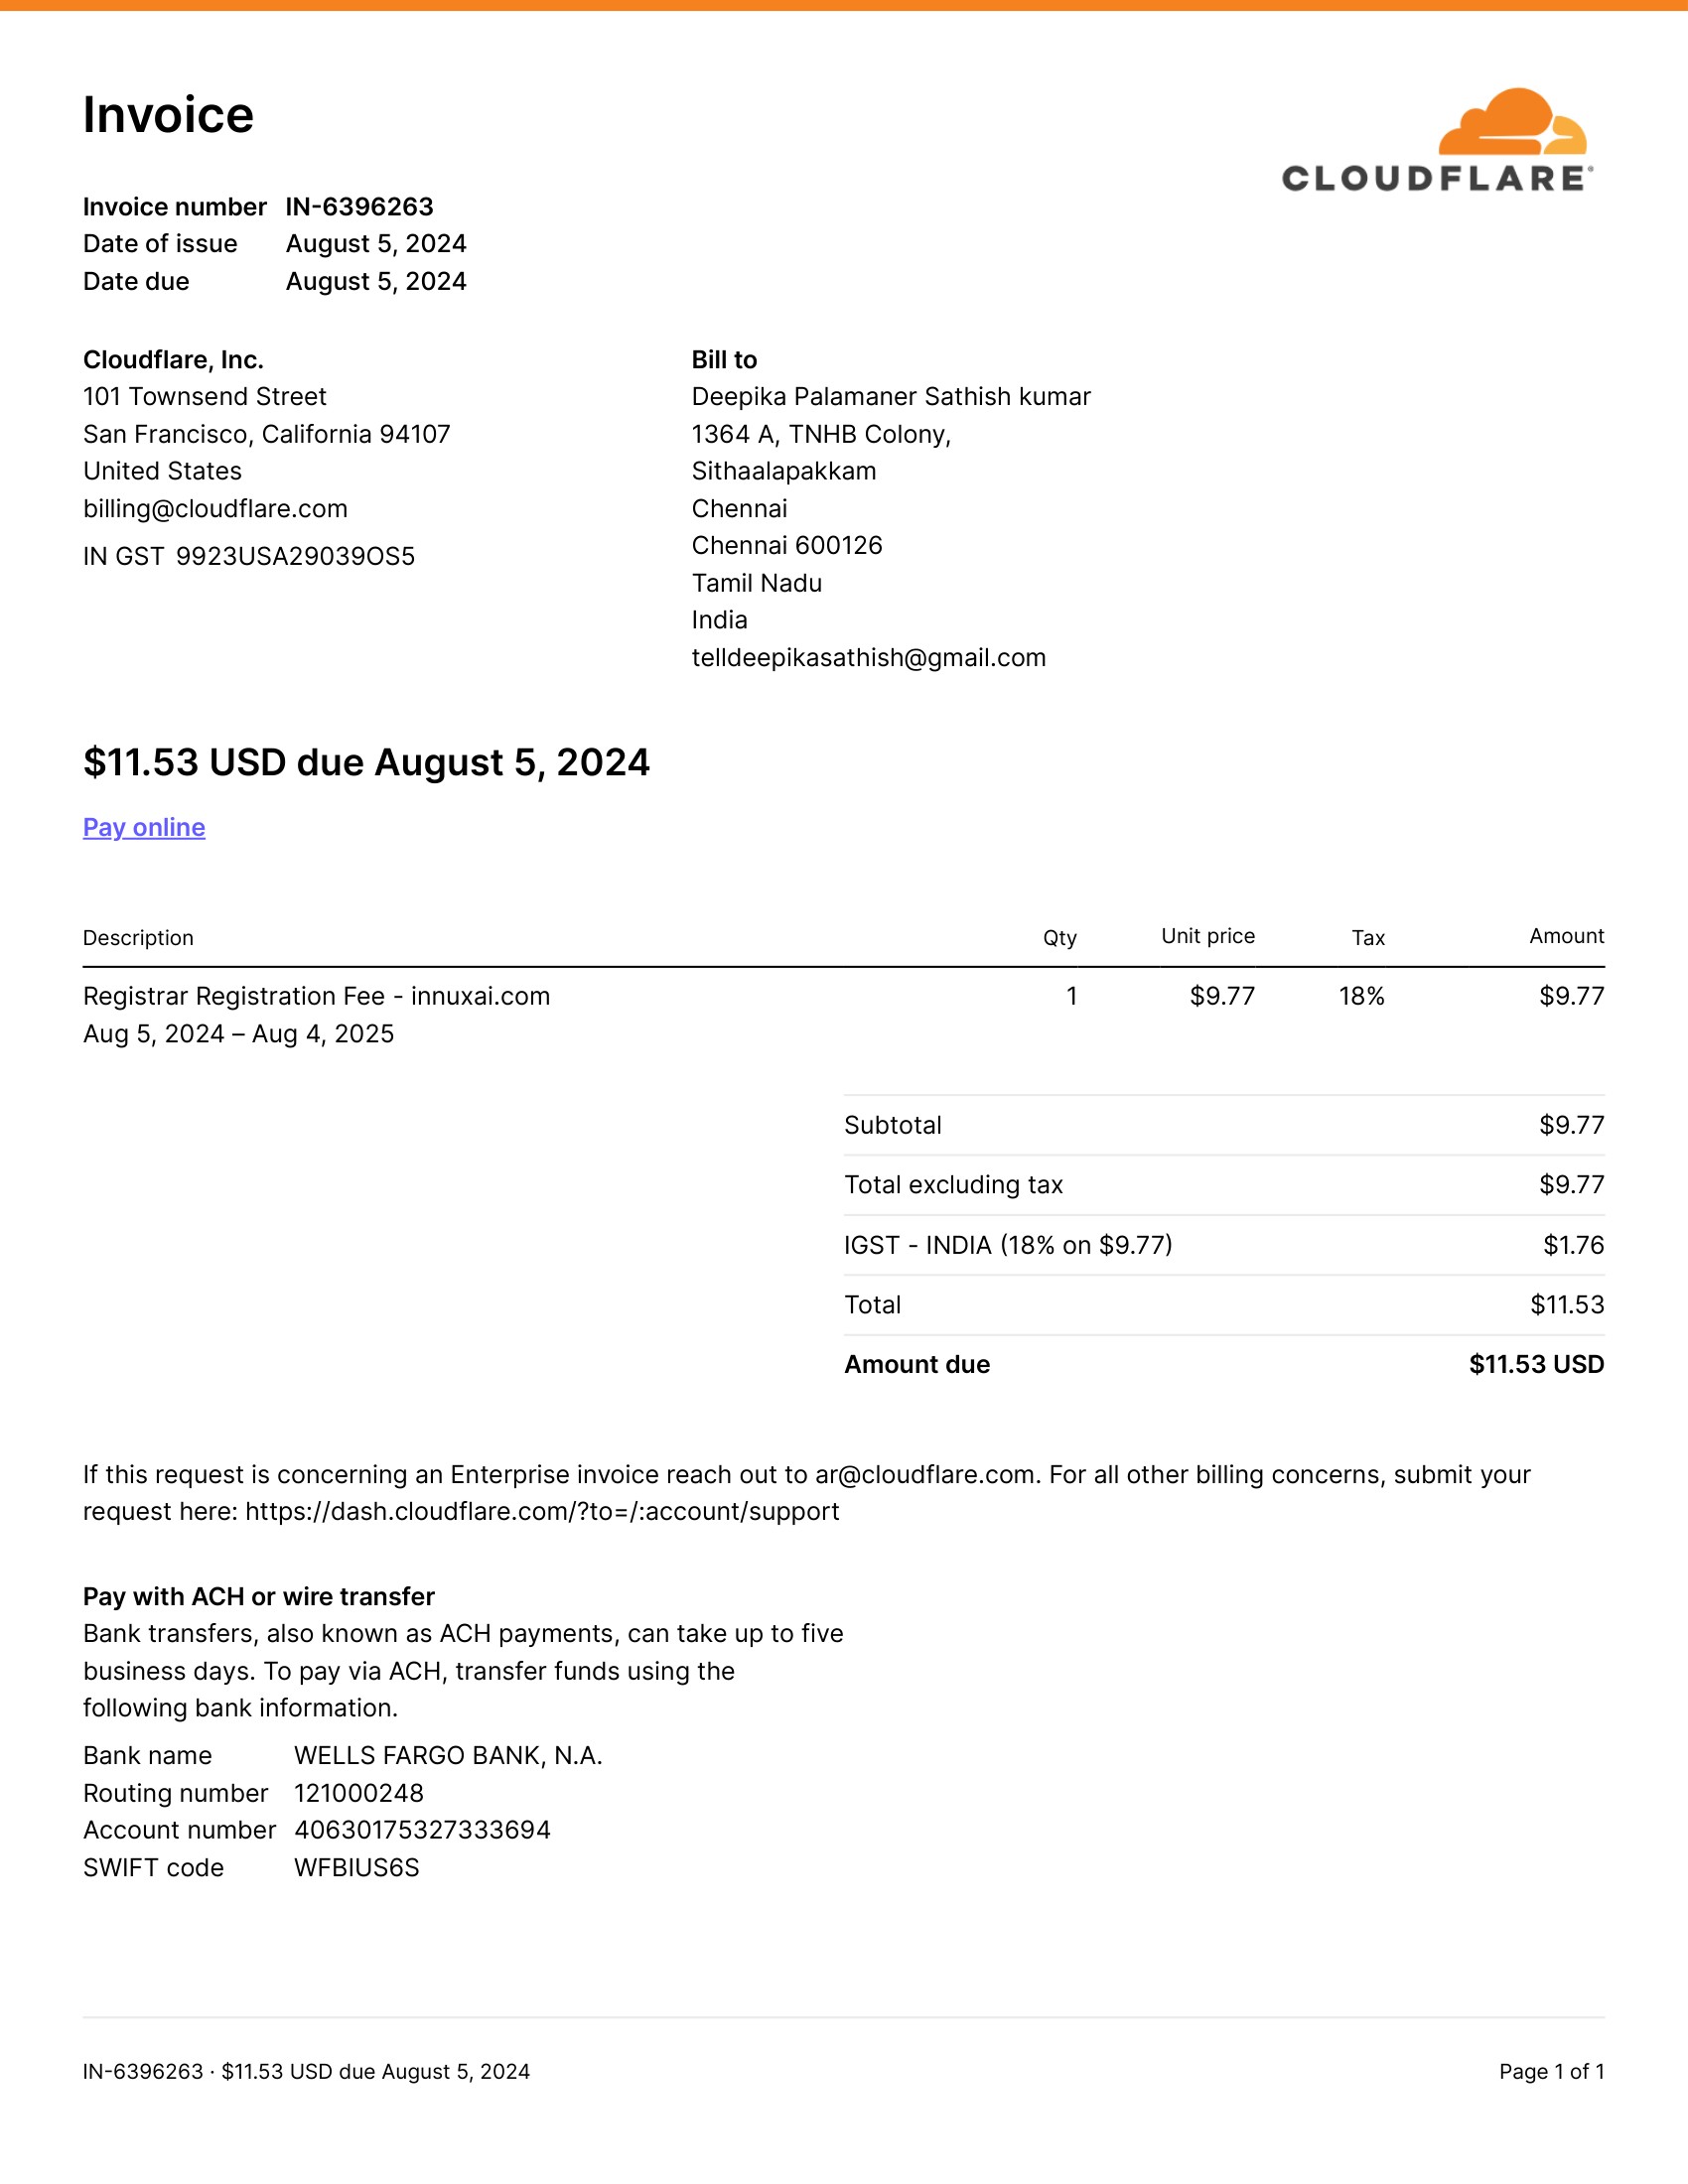 Invoice
CLOUDFLARE®
Invoice number IN-6396263
Date of issue August 5, 2024
Date due August 5, 2024
Cloudflare, Inc.
101 Townsend Street
San Francisco, California 94107
United States
billing@cloudflare.com
IN GST 9923USA29039OS5
Bill to
Deepika Palamaner Sathish kumar
1364 A, TNHB Colony,
Sithaalapakkam
Chennai
Chennai 600126
Tamil Nadu
India
telldeepikasathish@gmail.com
$11.53 USD due August 5, 2024
Pay online
Description Qty Unit price Tax Amount
Registrar Registration Fee - innuxai.com 1 $9.77 18% $9.77
Aug 5, 2024 – Aug 4, 2025
Subtotal $9.77
Total excluding tax $9.77
IGST - INDIA (18% on $9.77) $1.76
Total $11.53
Amount due $11.53 USD
If this request is concerning an Enterprise invoice reach out to ar@cloudflare.com. For all other billing concerns, submit your
request here: https://dash.cloudflare.com/?to=/:account/support
Pay with ACH or wire transfer
Bank transfers, also known as ACH payments, can take up to five
business days. To pay via ACH, transfer funds using the
following bank information.
Bank name WELLS FARGO BANK, N.A.
Routing number 121000248
Account number 40630175327333694
SWIFT code WFBIUS6S
IN-6396263 · $11.53 USD due August 5, 2024 Page 1 of 1